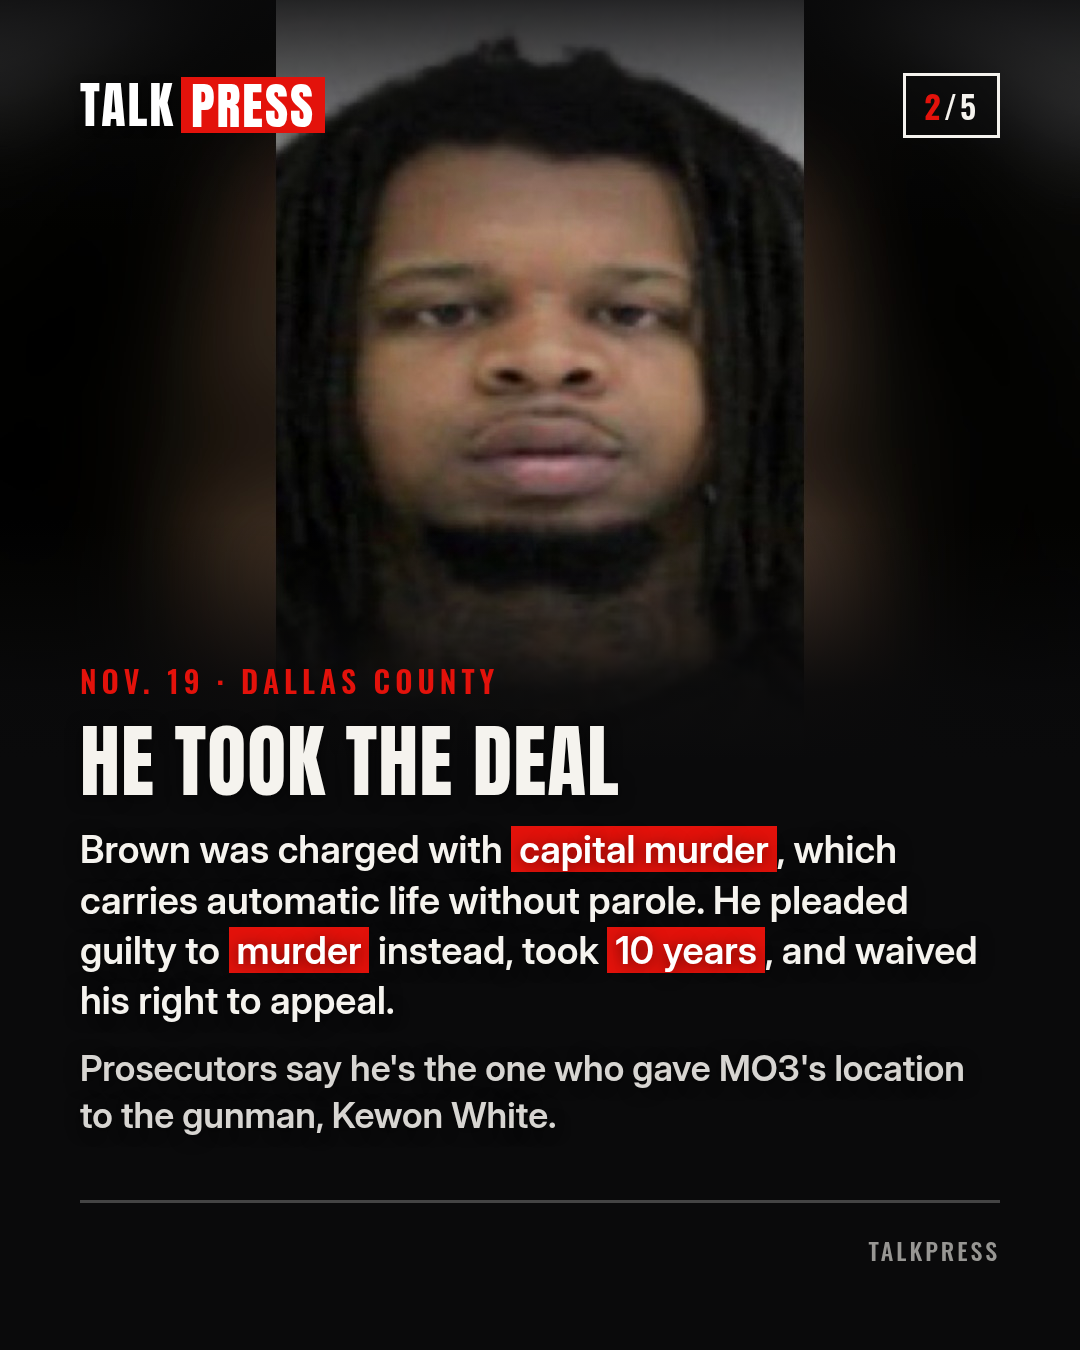 TALK PRESS
2/5
NOV. 19 · DALLAS COUNTY
HE TOOK THE DEAL
Brown was charged with capital murder, which
carries automatic life without parole. He pleaded
guilty to murder instead, took 10 years, and waived
his right to appeal.
Prosecutors say he's the one who gave MO3's location
to the gunman, Kewon White.
TALKPRESS